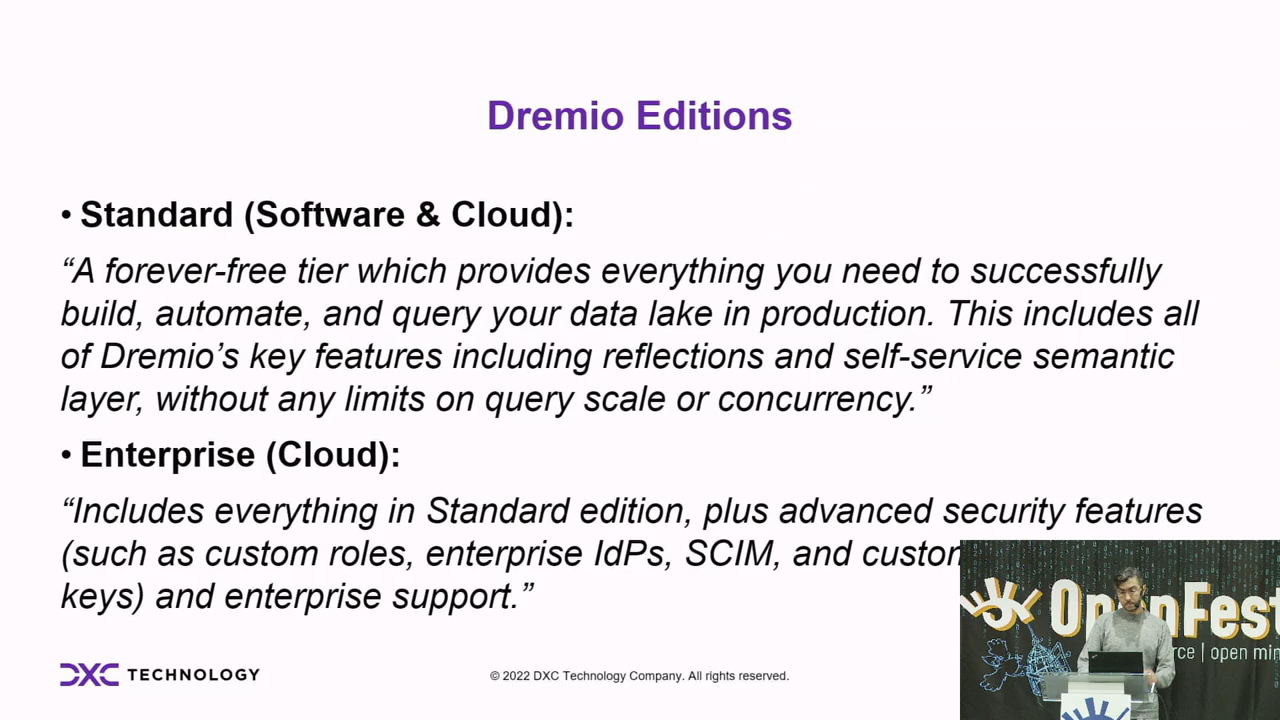 Dremio Editions
• Standard (Software & Cloud):
“A forever-free tier which provides everything you need to successfully
build, automate, and query your data lake in production. This includes all
of Dremio’s key features including reflections and self-service semantic
layer, without any limits on query scale or concurrency.”
• Enterprise (Cloud):
“Includes everything in Standard edition, plus advanced security features
(such as custom roles, enterprise IdPs, SCIM, and custom
keys) and enterprise support.”
OpenFest
rce | open min
DXC TECHNOLOGY
© 2022 DXC Technology Company. All rights reserved.